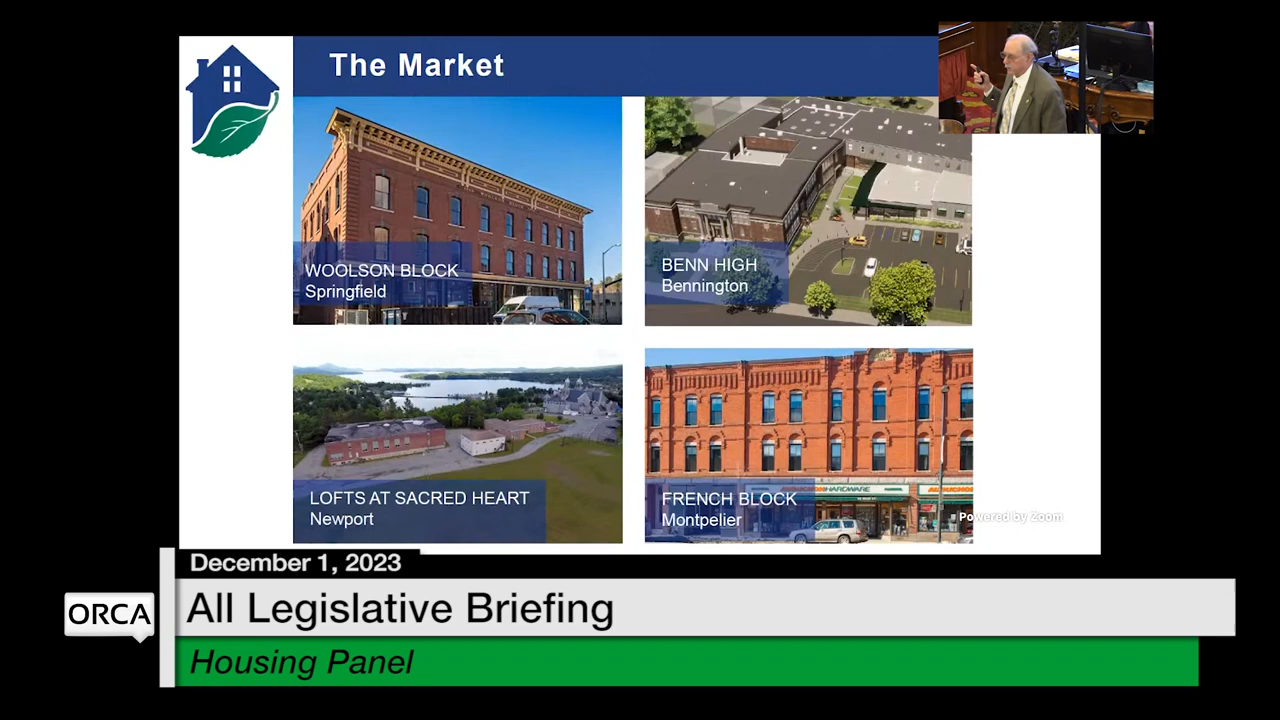 The Market
WOOLSON BLOCK
Springfield
BENN HIGH
Bennington
LOFTS AT SACRED HEART
Newport
FRENCH BLOCK
Montpelier
Powered by Zoom
December 1, 2023
ORCA
All Legislative Briefing
Housing Panel